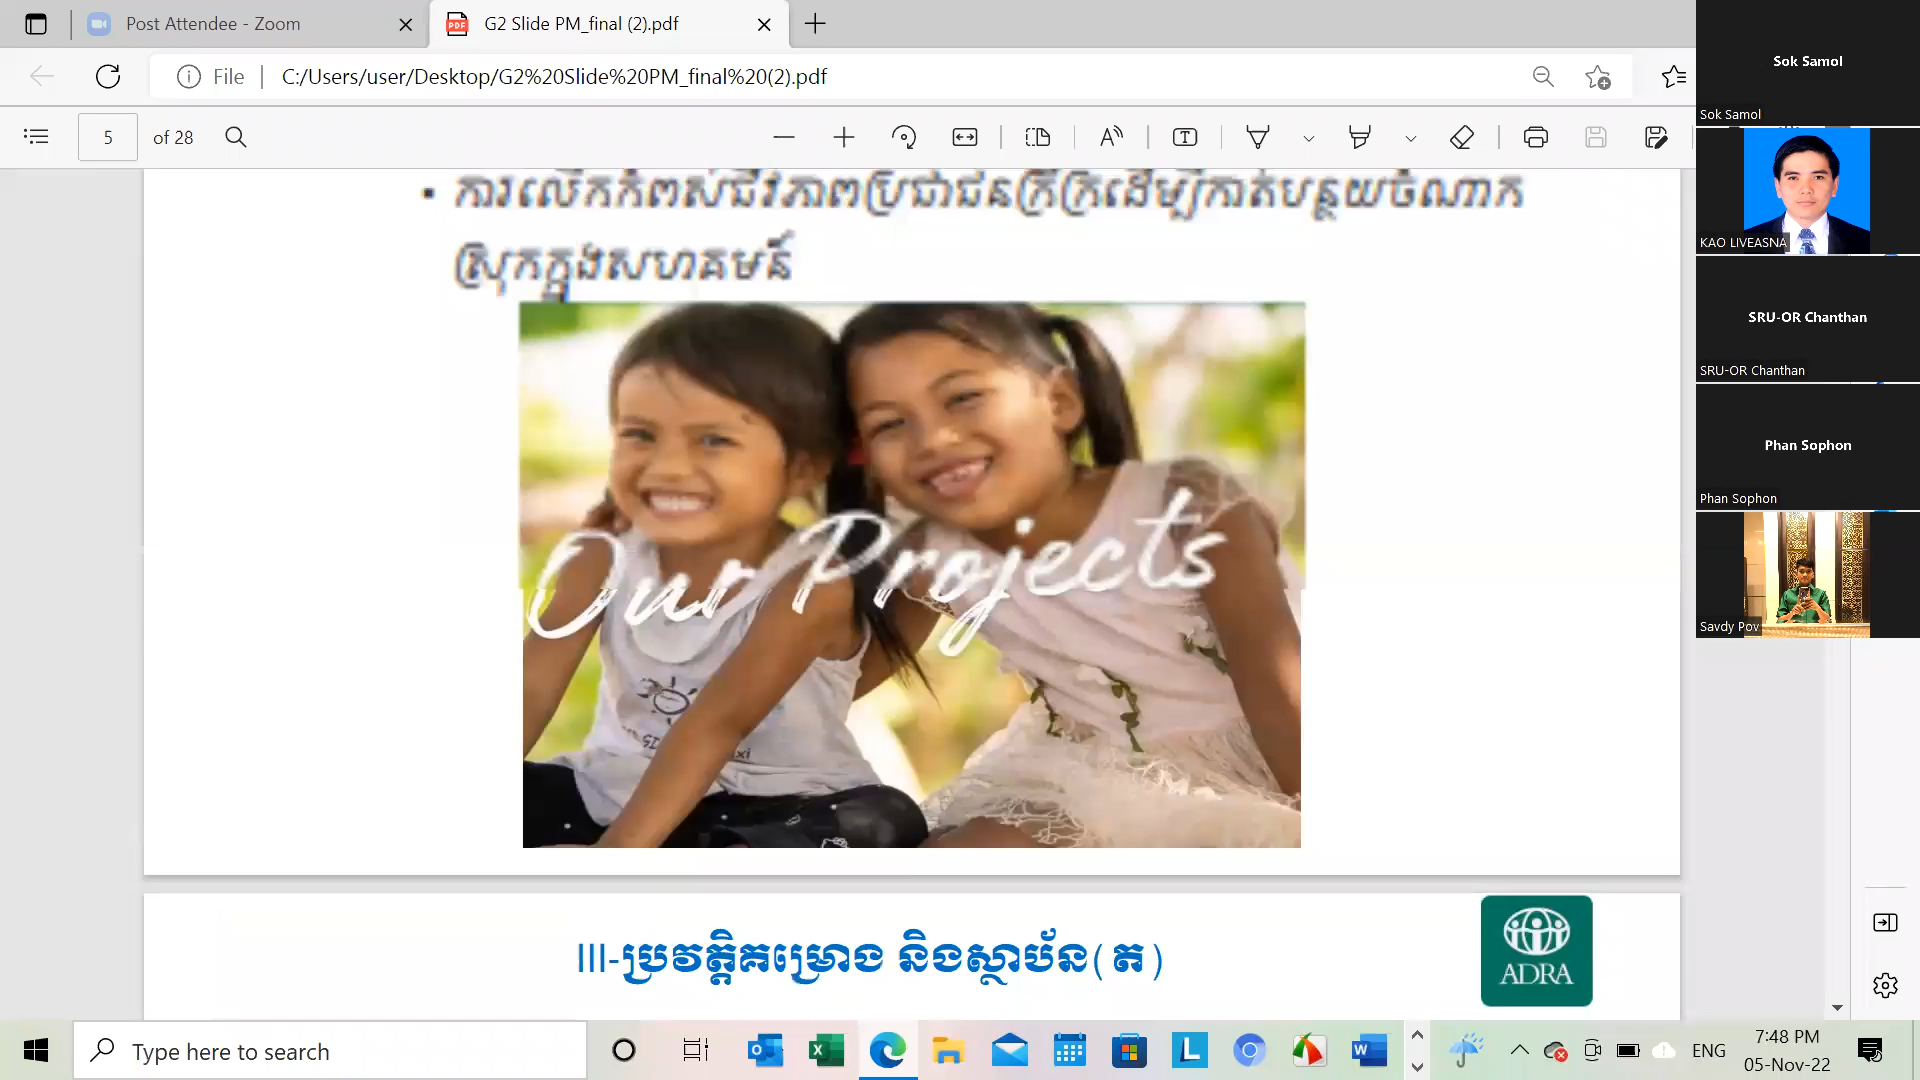 Post Attendee - Zoom
G2 Slide PM_final (2).pdf
File
C:/Users/user/Desktop/G2%20Slide%20PM_final%20(2).pdf
5
of 28
• ការលើកកំពស់ជីវភាពប្រជាជនក្រីក្រដើម្បីកាត់បន្ថយចំណាក
ស្រុកក្នុងសហគមន៍
Our Projects
III-ប្រវត្តិគម្រោង និងស្ថាប័ន(ត)
ADRA
Sok Samol
Sok Samol
KAO LIVEASNA
SRU-OR Chanthan
SRU-OR Chanthan
Phan Sophon
Phan Sophon
Savdy Pov
Type here to search
ENG
7:48 PM
05-Nov-22